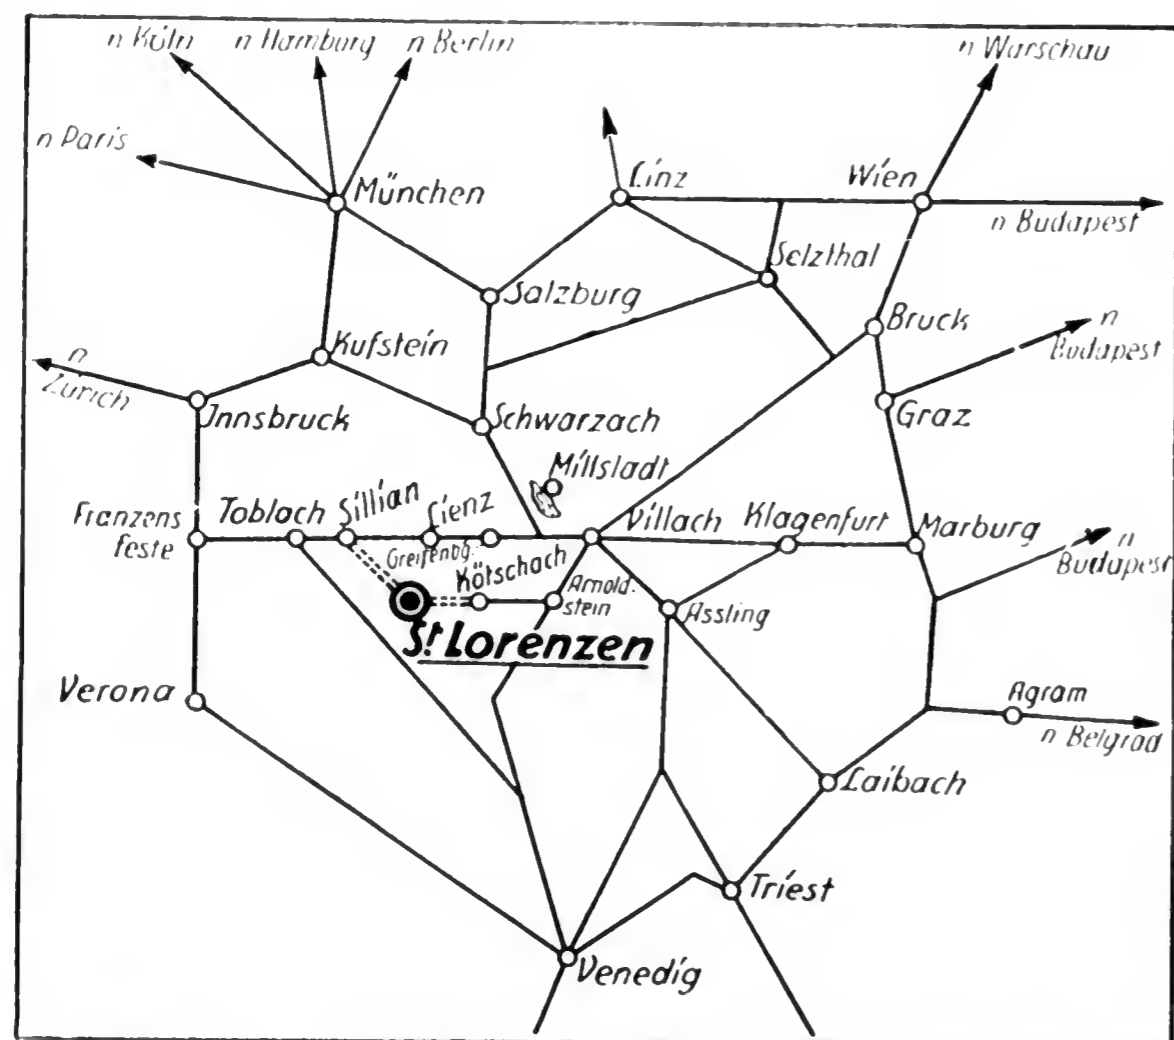 n Köln
n Hamburg
n Berlin
n Warschau
n Paris
München
Linz
Wien
n Budapest
Selzthal
Salzburg
Bruck
n
Budapest
Kufstein
n
Zürich
Innsbruck
Schwarzach
Graz
Millstadt
Franzens
feste
Toblach
Sillian
Lienz
Villach
Klagenfurt
Marburg
n
Budapest
Greifenbg.
Kötschach
Arnold-
stein
Assling
St. Lorenzen
Verona
Agram
n Belgrad
Laibach
Triest
Venedig